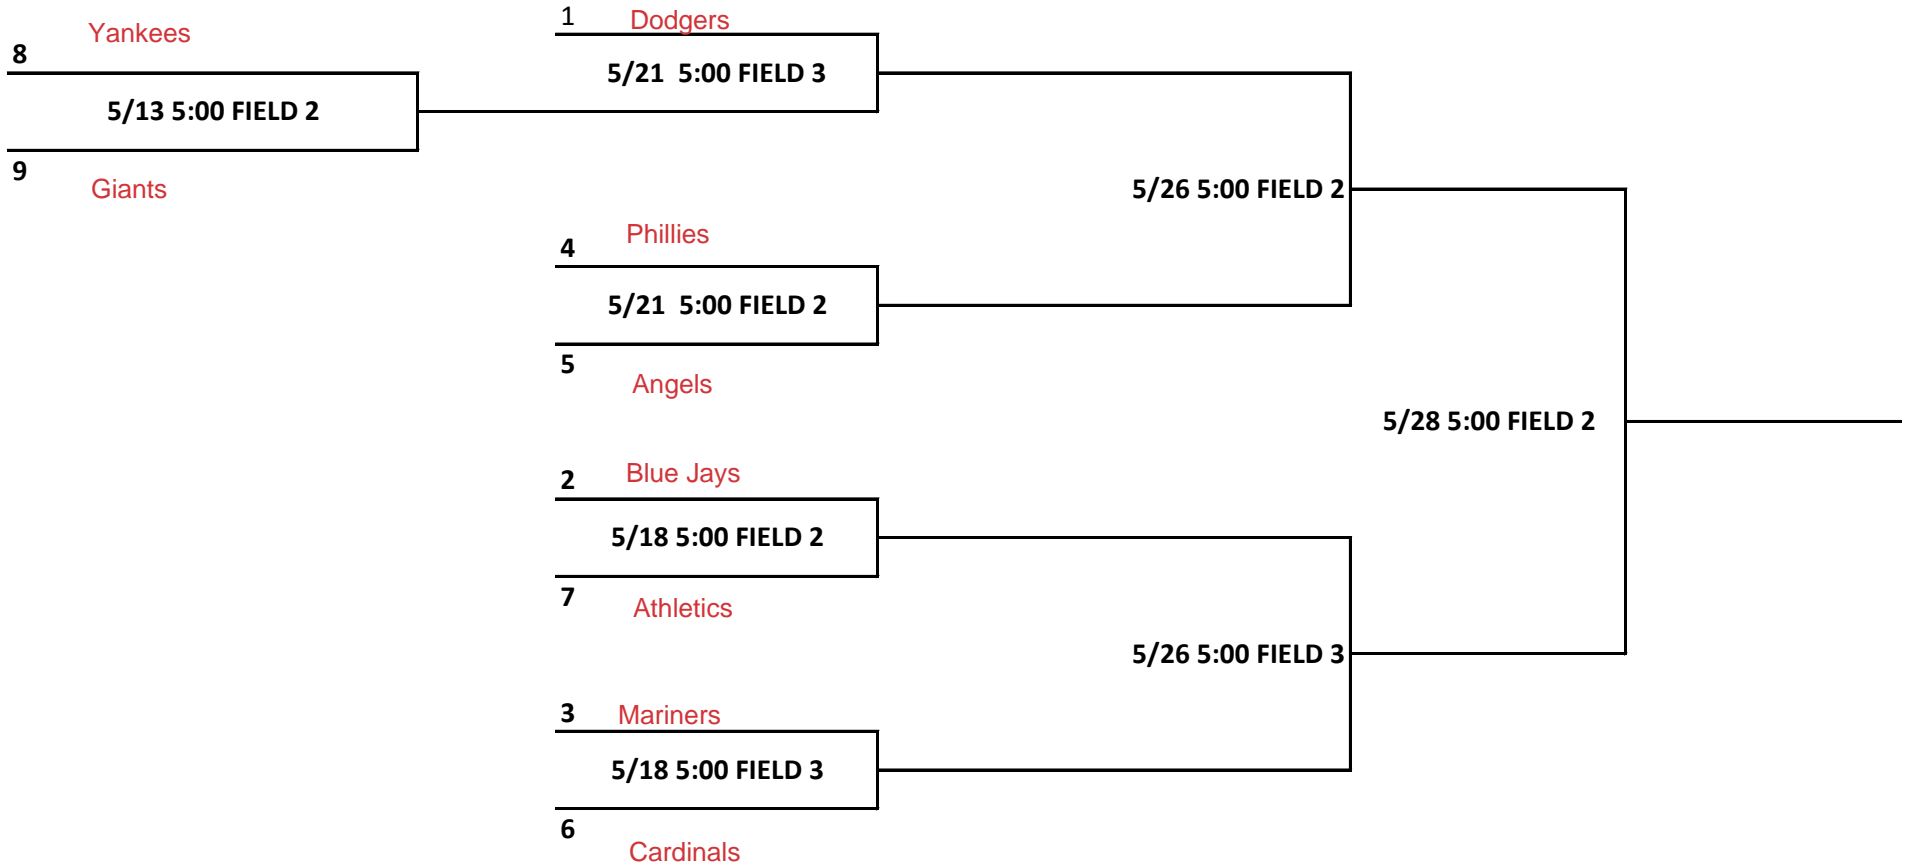 Yankees
8
5/13 5:00 FIELD 2
9
Giants
1
Dodgers
5/21  5:00 FIELD 3
4
Phillies
5/21  5:00 FIELD 2
5
Angels
2
Blue Jays
5/18 5:00 FIELD 2
7
Athletics
3
Mariners
5/18 5:00 FIELD 3
6
Cardinals
5/26 5:00 FIELD 2
5/26 5:00 FIELD 3
5/28 5:00 FIELD 2